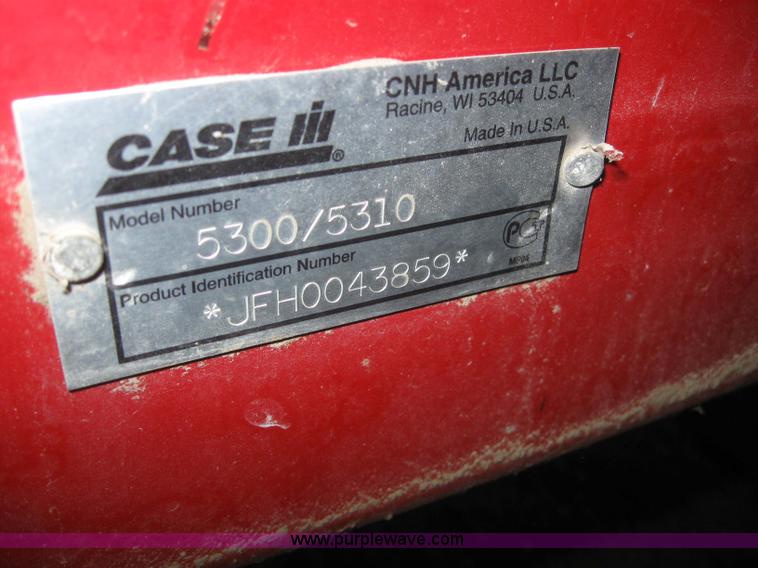 CNH America LLC
Racine, WI 53404 U.S.A.
Made in U.S.A.
CASE IH®
Model Number
5300/5310
Product Identification Number
*JFH0043859*
www.purplewave.com